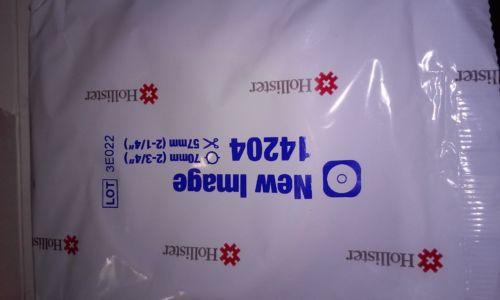 Hollister
Hollister
Hollister
New Image
14204
70mm (2-3/4")
57mm (2-1/4")
LOT 3E022
Hollister
Hollister
Hollister